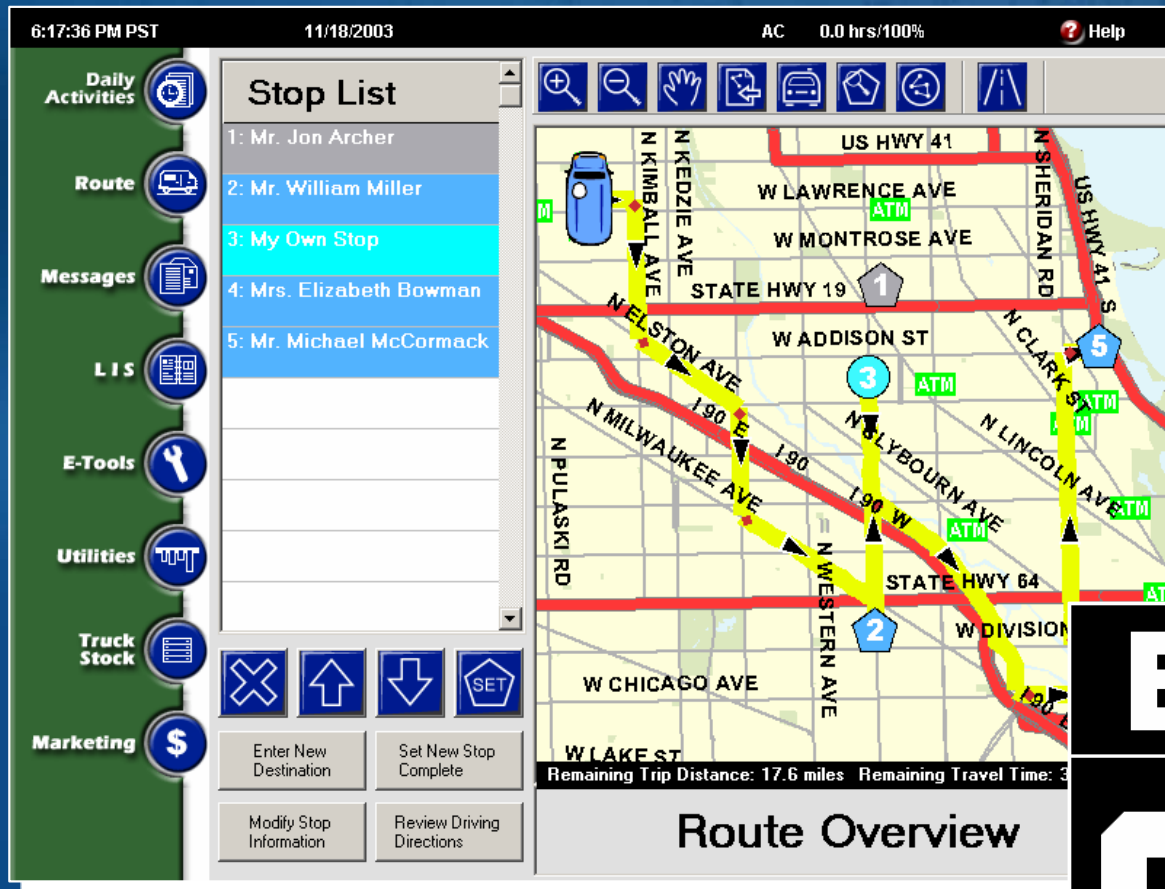 6:17:36 PM PST
11/18/2003
AC
0.0 hrs/100%
? Help
Daily
Activities
Route
Messages
LIS
E-Tools
Utilities
Truck
Stock
Marketing
$
Stop List
1: Mr. Jon Archer
2: Mr. William Miller
3: My Own Stop
4: Mrs. Elizabeth Bowman
5: Mr. Michael McCormack
SET
Enter New
Destination
Set New Stop
Complete
Modify Stop
Information
Review Driving
Directions
N KIMBALL AVE
N KEDZIE AVE
US HWY 41
N SHERIDAN RD
US HWY 41 S
W LAWRENCE AVE
ATM
W MONTROSE AVE
STATE HWY 19
1
N ELSTON AVE
W ADDISON ST
N CLARK ST
5
3
ATM
ATM
I 90 E
N MILWAUKEE AVE
I 90
N CLYBOURN AVE
N LINCOLN AVE
ATM
N PULASKI RD
I 90 W
ATM
N WESTERN AVE
STATE HWY 64
2
W DIVISION
W CHICAGO AVE
I 90
W LAKE ST
Remaining Trip Distance: 17.6 miles Remaining Travel Time: 3
Route Overview